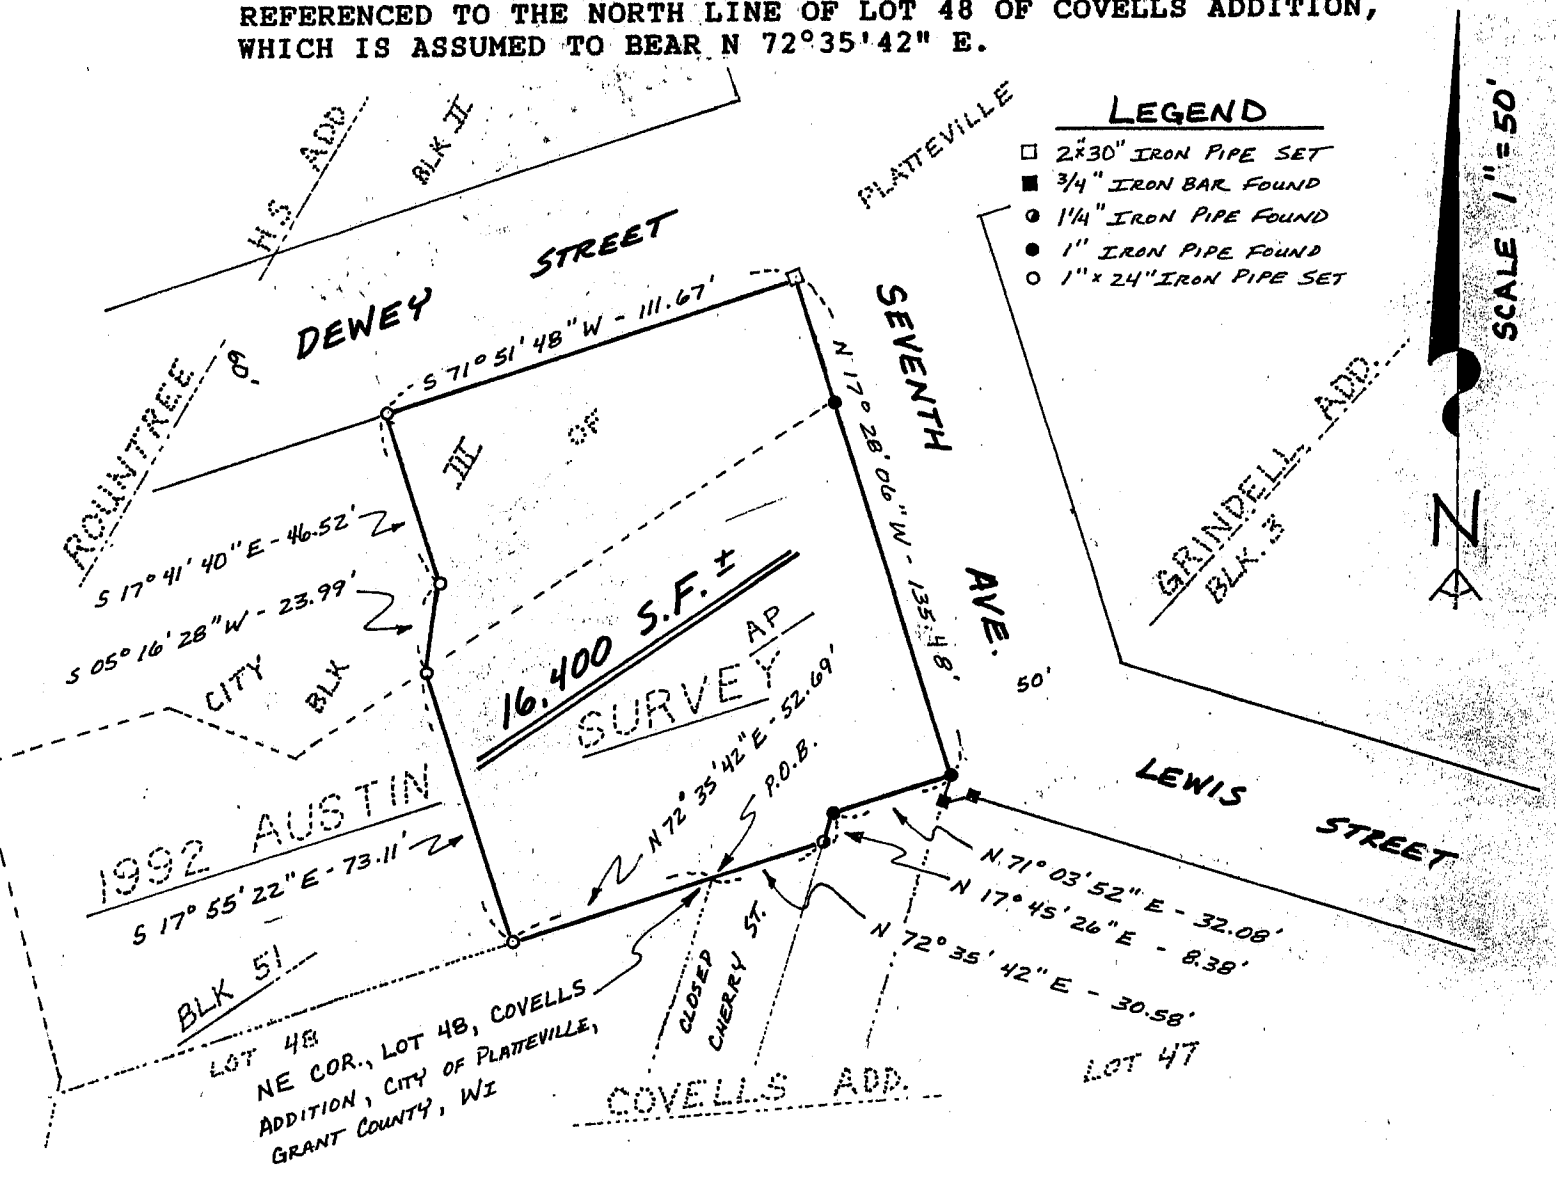 REFERENCED TO THE NORTH LINE OF LOT 48 OF COVELLS ADDITION,
WHICH IS ASSUMED TO BEAR N 72°35'42" E.
LEGEND
2"x30" IRON PIPE SET
3/4" IRON BAR FOUND
1 1/4" IRON PIPE FOUND
1" IRON PIPE FOUND
1" x 24" IRON PIPE SET
SCALE 1"=50'
N
H.S ADD
BLK II
PLATTEVILLE
DEWEY STREET
ROUNTREE
S 71° 51' 48" W - 111.67'
SEVENTH AVE.
N 17° 28' 06" W - 135.48'
III OF
GRINDELL ADD.
BLK. 3
S 17° 41' 40" E - 46.52'
S 05° 16' 28" W - 23.99'
CITY BLK
16,400 S.F. ±
SURVEY AP
50'
N 72° 35' 42" E - 52.69'
P.O.B.
1992 AUSTIN
S 17° 55' 22" E - 73.11'
LEWIS STREET
N 71° 03' 52" E - 32.08'
N 17° 45' 26" E - 8.38'
N 72° 35' 42" E - 30.58'
BLK 51
LOT 48
NE COR., LOT 48, COVELLS
ADDITION, CITY OF PLATTEVILLE,
GRANT COUNTY, WI
CLOSED
CHERRY ST.
COVELLS ADD.
LOT 47